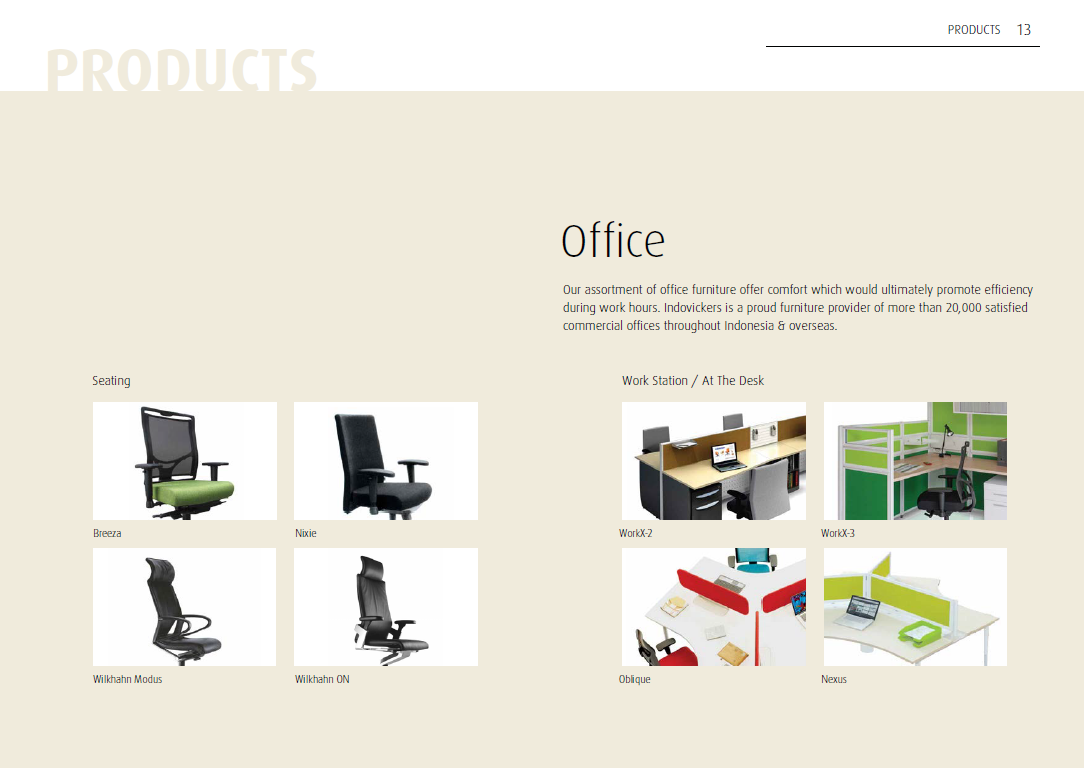 PRODUCTS 13
PRODUCTS
Office
Our assortment of office furniture offer comfort which would ultimately promote efficiency
during work hours. Indovickers is a proud furniture provider of more than 20,000 satisfied
commercial offices throughout Indonesia & overseas.
Seating
Breeza
Nixie
Wilkhahn Modus
Wilkhahn ON
Work Station / At The Desk
WorkX-2
WorkX-3
Oblique
Nexus